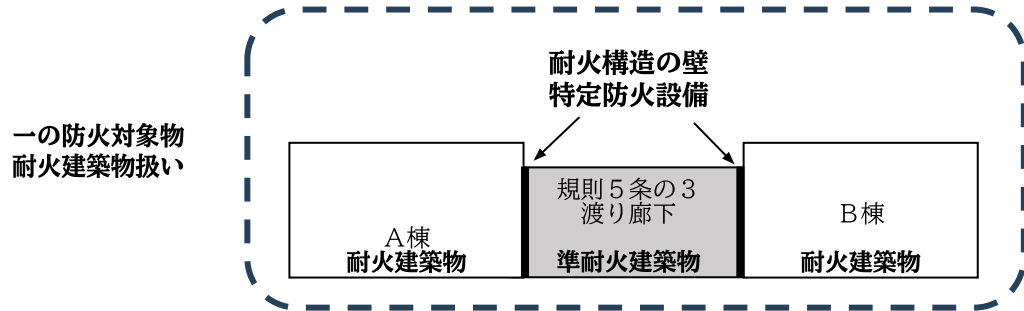 耐火構造の壁
特定防火設備
一の防火対象物
耐火建築物扱い
規則５条の３
渡り廊下
準耐火建築物
Ａ棟
耐火建築物
Ｂ棟
耐火建築物